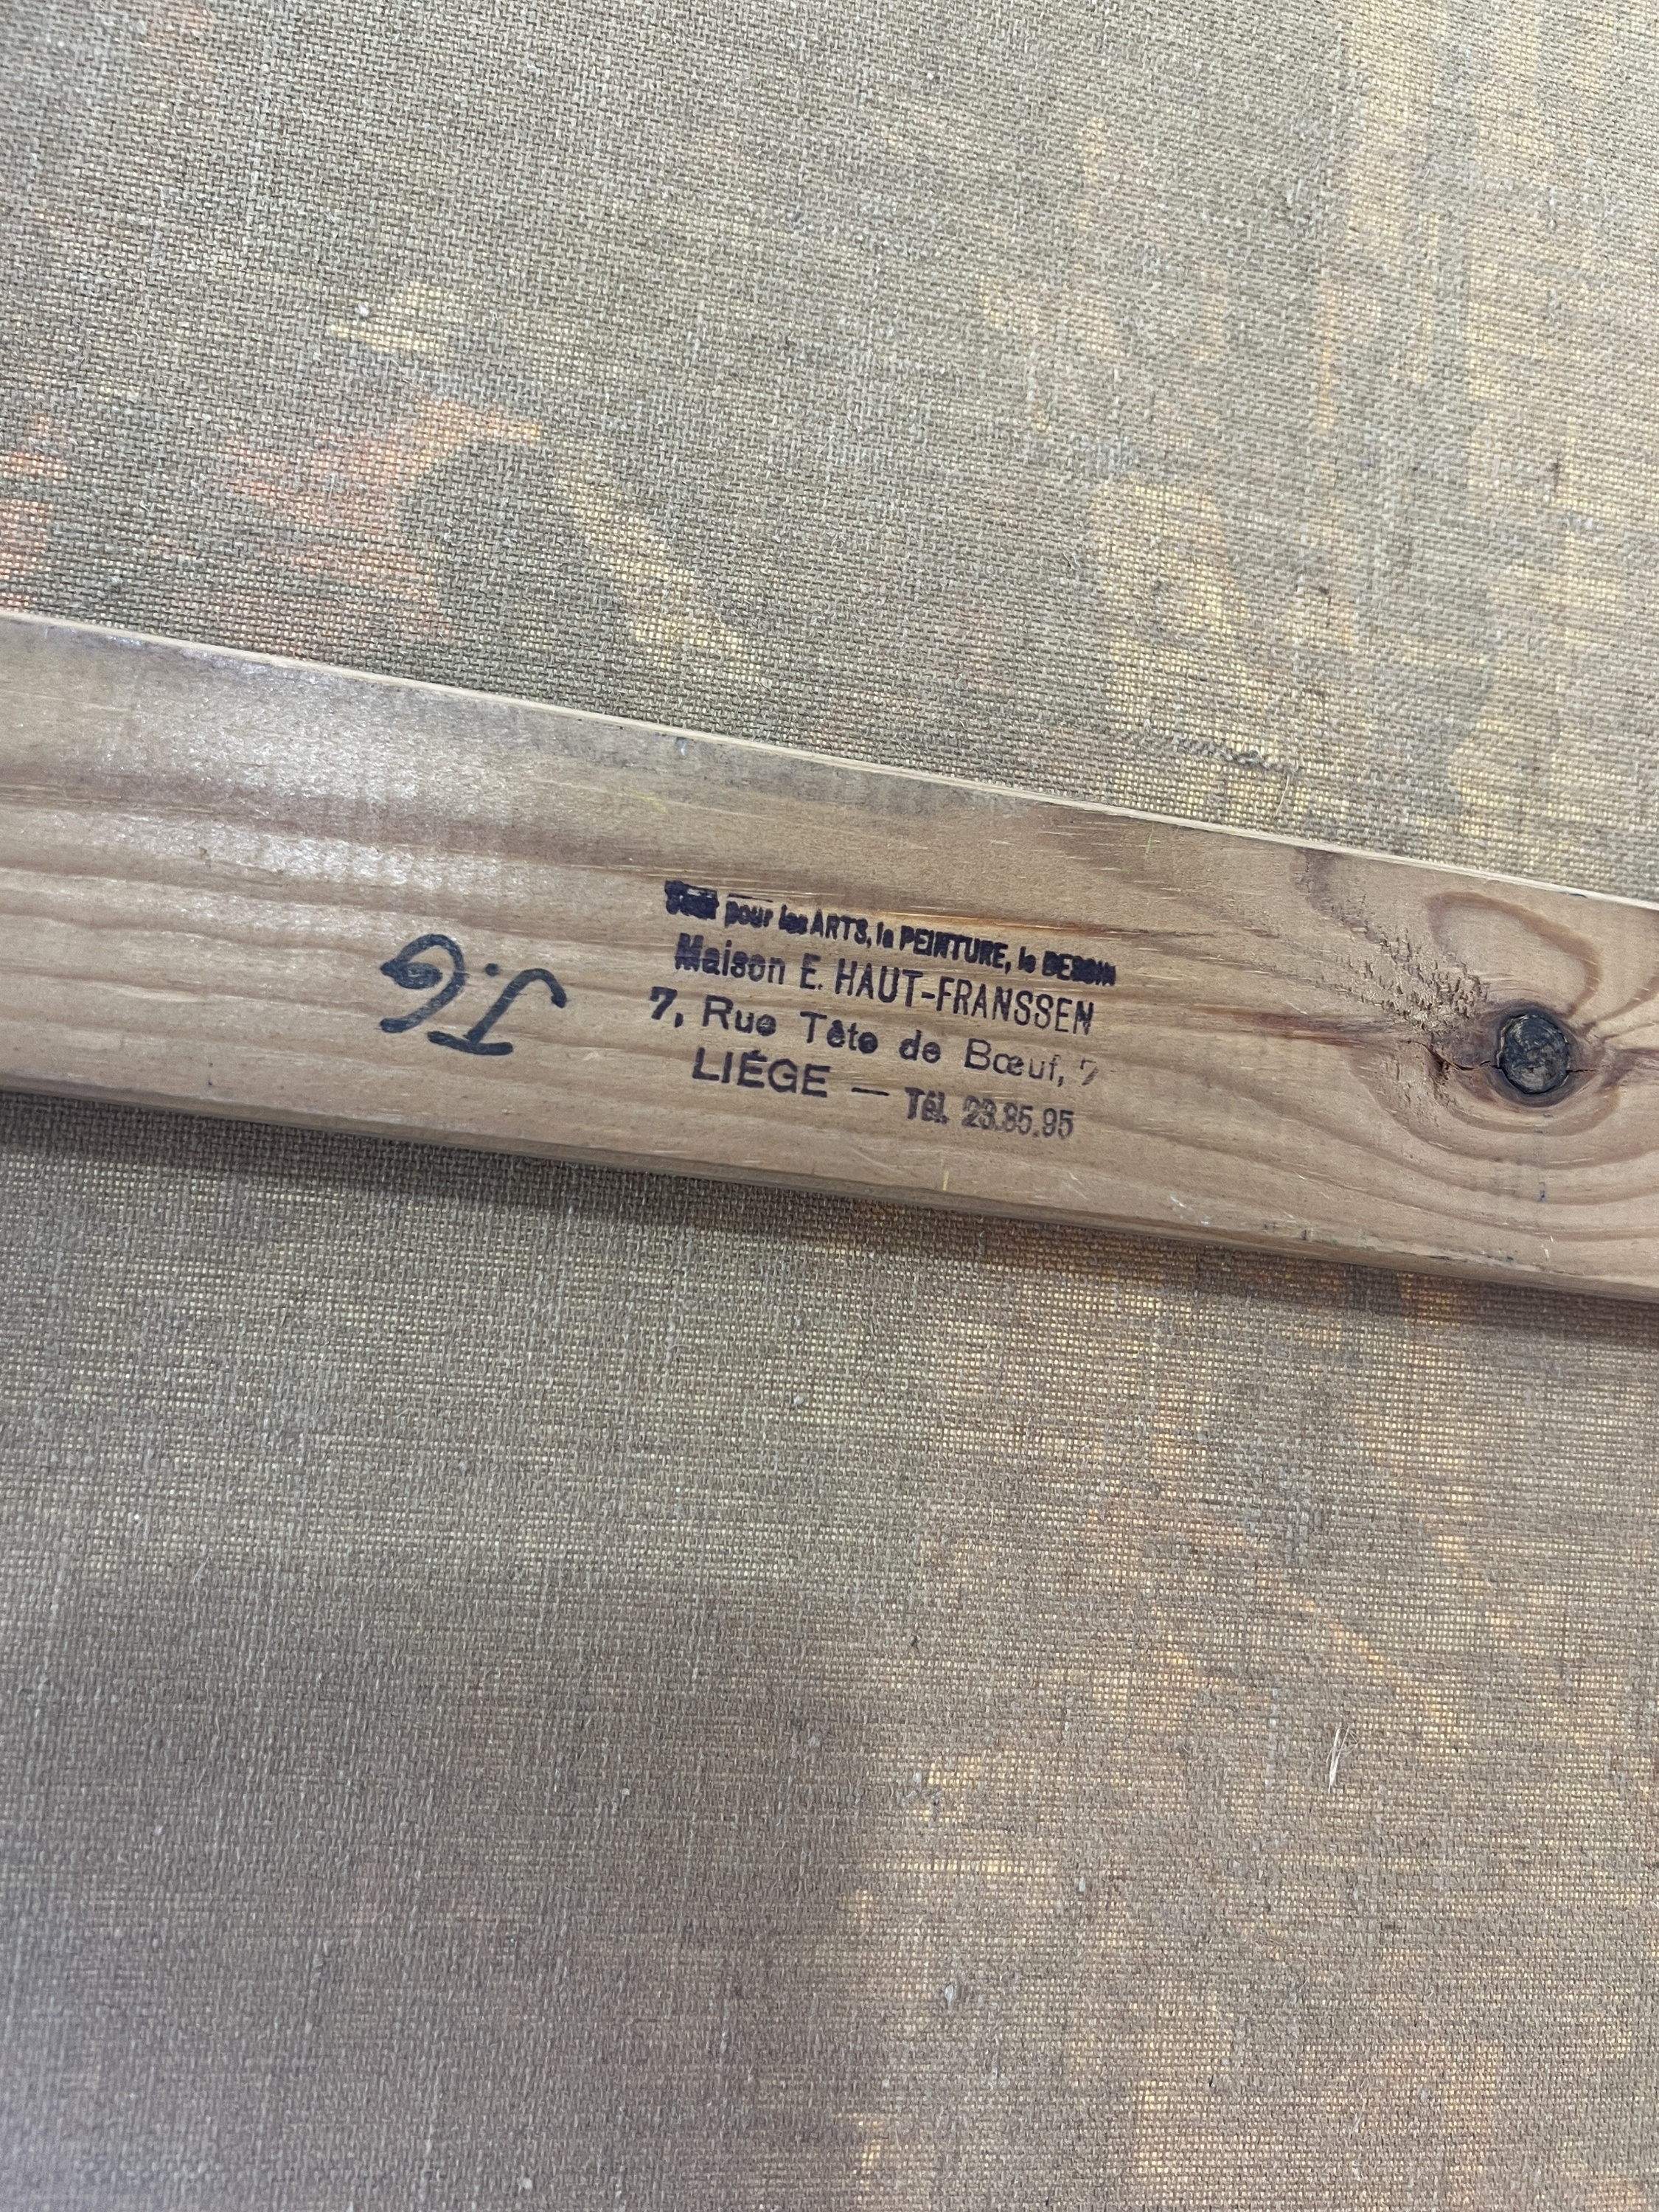 Tout pour les ARTS, la PEINTURE, le DESSIN
Maison E. HAUT-FRANSSEN
7, Rue Tête de Bœuf, 7
LIÉGE — Tél. 23.85.95
J.G